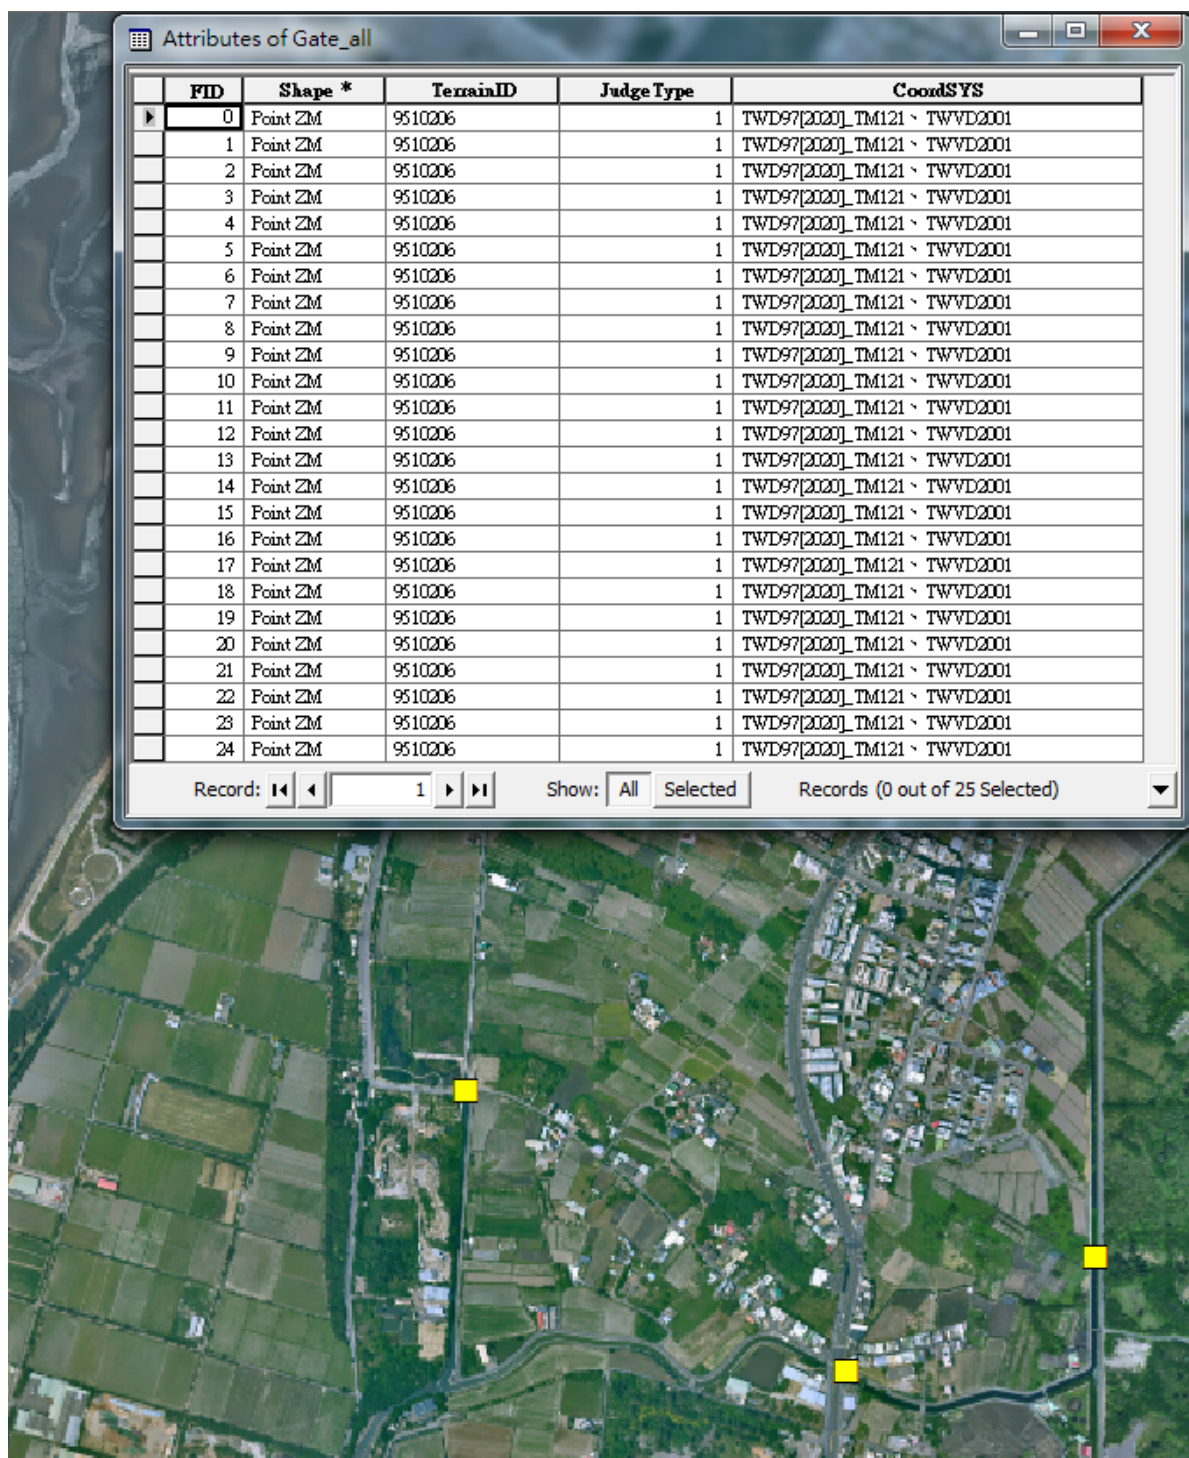 Attributes of Gate_all
FID Shape * TerrainID JudgeType CoordSYS
0 Point ZM 9510206 1 TWD97[2020]_TM121、TWVD2001
1 Point ZM 9510206 1 TWD97[2020]_TM121、TWVD2001
2 Point ZM 9510206 1 TWD97[2020]_TM121、TWVD2001
3 Point ZM 9510206 1 TWD97[2020]_TM121、TWVD2001
4 Point ZM 9510206 1 TWD97[2020]_TM121、TWVD2001
5 Point ZM 9510206 1 TWD97[2020]_TM121、TWVD2001
6 Point ZM 9510206 1 TWD97[2020]_TM121、TWVD2001
7 Point ZM 9510206 1 TWD97[2020]_TM121、TWVD2001
8 Point ZM 9510206 1 TWD97[2020]_TM121、TWVD2001
9 Point ZM 9510206 1 TWD97[2020]_TM121、TWVD2001
10 Point ZM 9510206 1 TWD97[2020]_TM121、TWVD2001
11 Point ZM 9510206 1 TWD97[2020]_TM121、TWVD2001
12 Point ZM 9510206 1 TWD97[2020]_TM121、TWVD2001
13 Point ZM 9510206 1 TWD97[2020]_TM121、TWVD2001
14 Point ZM 9510206 1 TWD97[2020]_TM121、TWVD2001
15 Point ZM 9510206 1 TWD97[2020]_TM121、TWVD2001
16 Point ZM 9510206 1 TWD97[2020]_TM121、TWVD2001
17 Point ZM 9510206 1 TWD97[2020]_TM121、TWVD2001
18 Point ZM 9510206 1 TWD97[2020]_TM121、TWVD2001
19 Point ZM 9510206 1 TWD97[2020]_TM121、TWVD2001
20 Point ZM 9510206 1 TWD97[2020]_TM121、TWVD2001
21 Point ZM 9510206 1 TWD97[2020]_TM121、TWVD2001
22 Point ZM 9510206 1 TWD97[2020]_TM121、TWVD2001
23 Point ZM 9510206 1 TWD97[2020]_TM121、TWVD2001
24 Point ZM 9510206 1 TWD97[2020]_TM121、TWVD2001
Record: 1 Show: All Selected Records (0 out of 25 Selected)